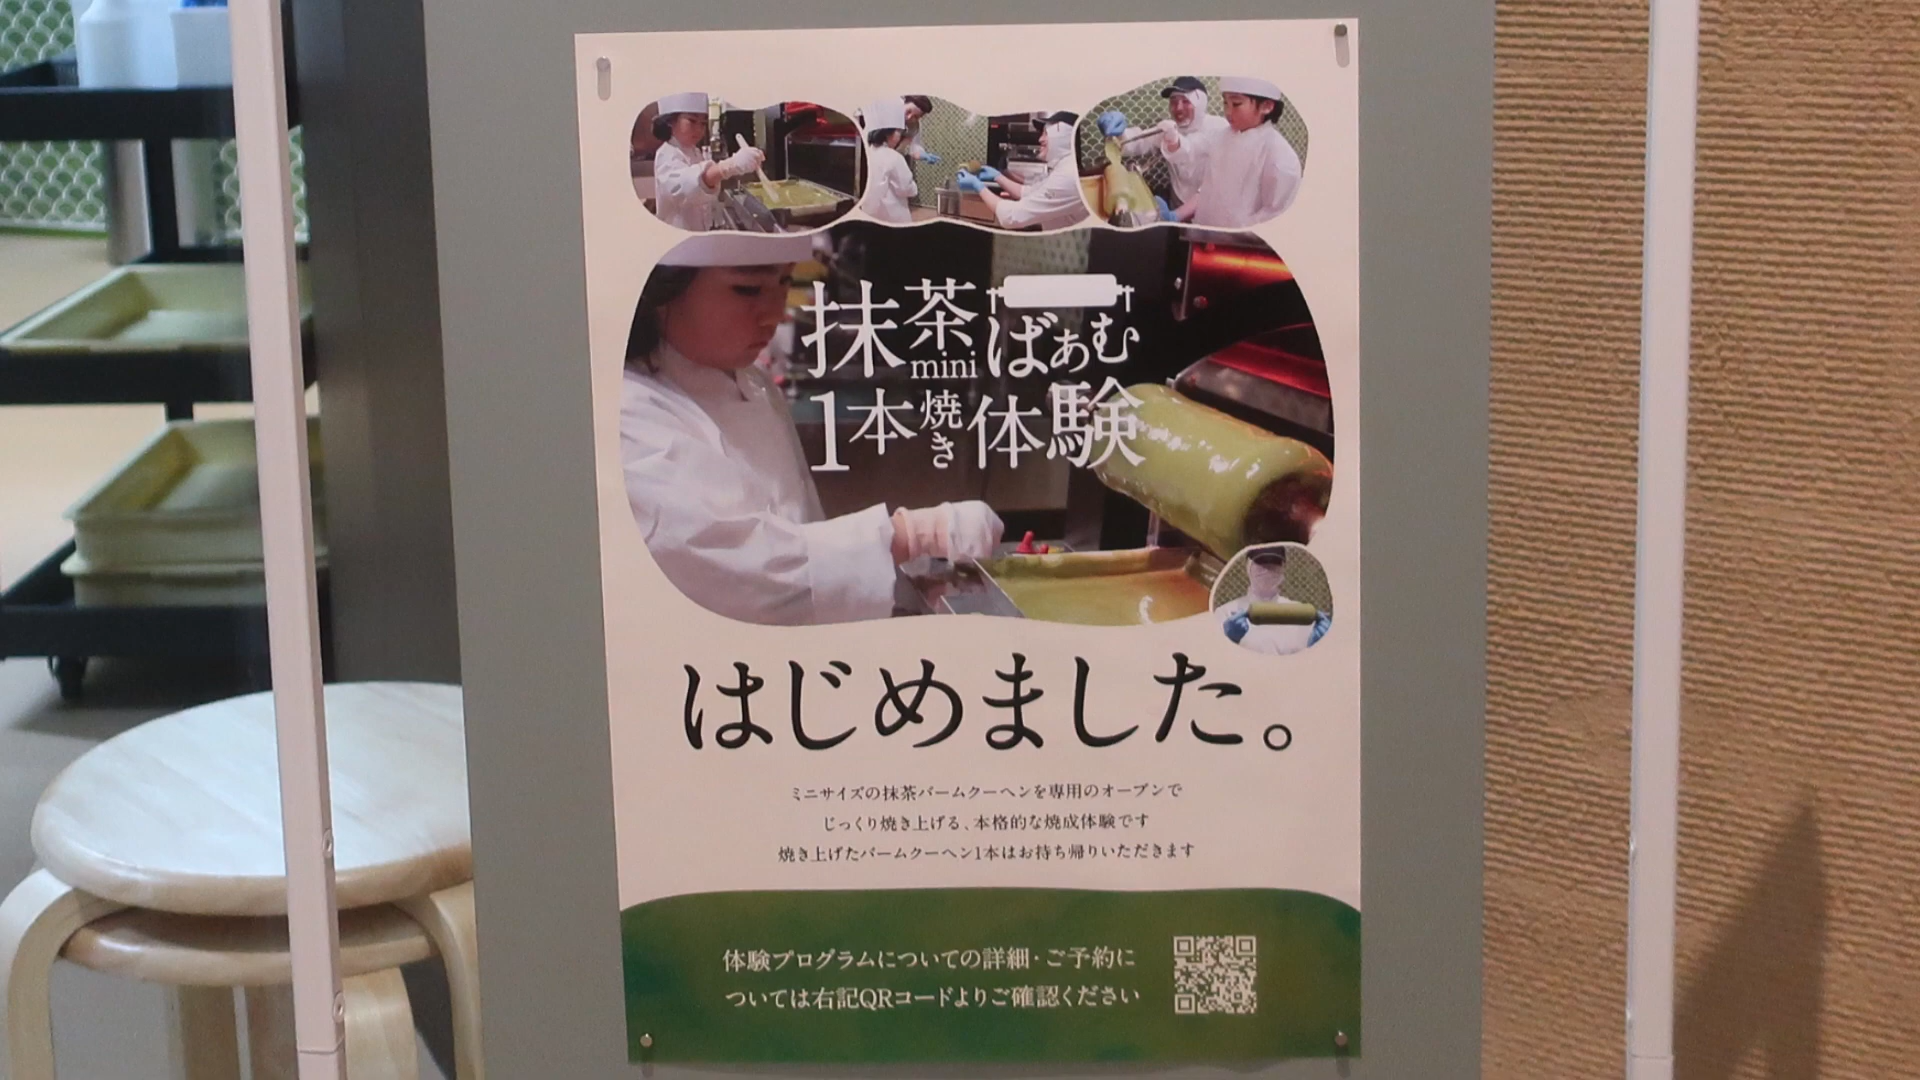 抹茶miniばぁむ
1本焼き体験
はじめました。
ミニサイズの抹茶バームクーヘンを専用のオーブンで
じっくり焼き上げる、本格的な焼成体験です
焼き上げたバームクーヘン1本はお持ち帰りいただきます
体験プログラムについての詳細・ご予約に
ついては右記QRコードよりご確認ください